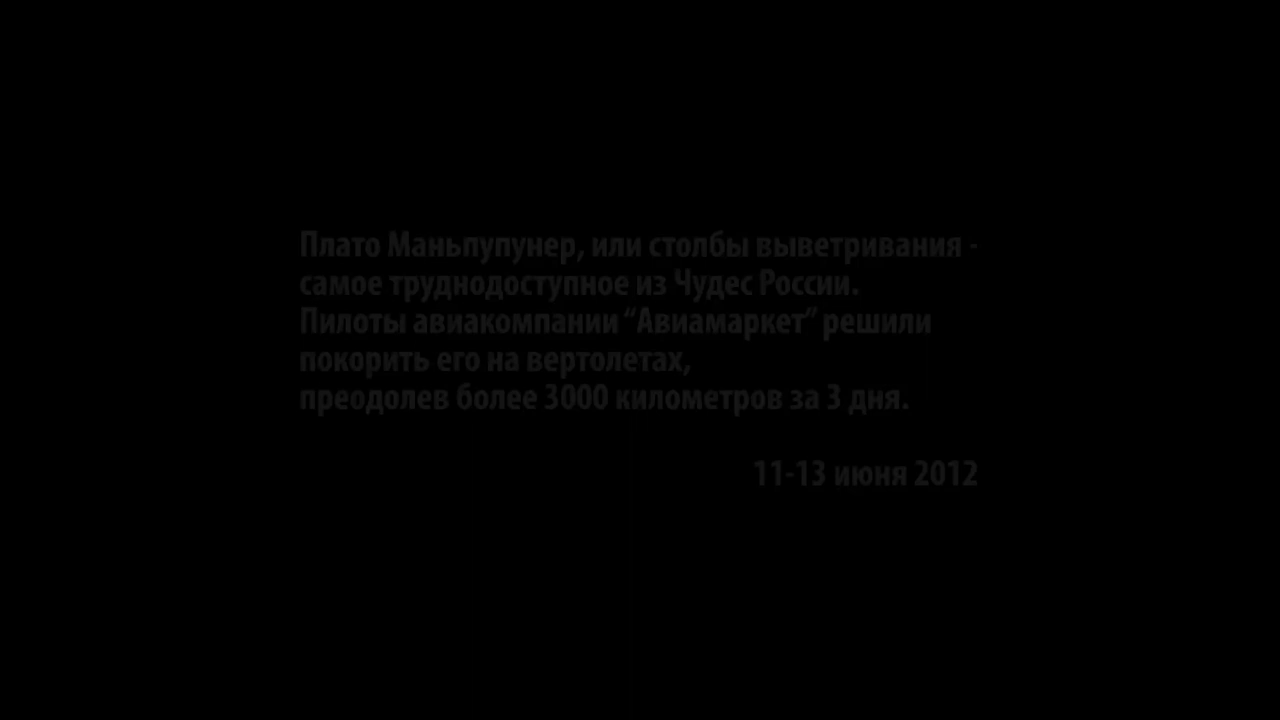 Плато Маньпупунер, или столбы выветривания -
самое труднодоступное из Чудес России.
Пилоты авиакомпании “Авиамаркет” решили
покорить его на вертолетах,
преодолев более 3000 километров за 3 дня.
11-13 июня 2012